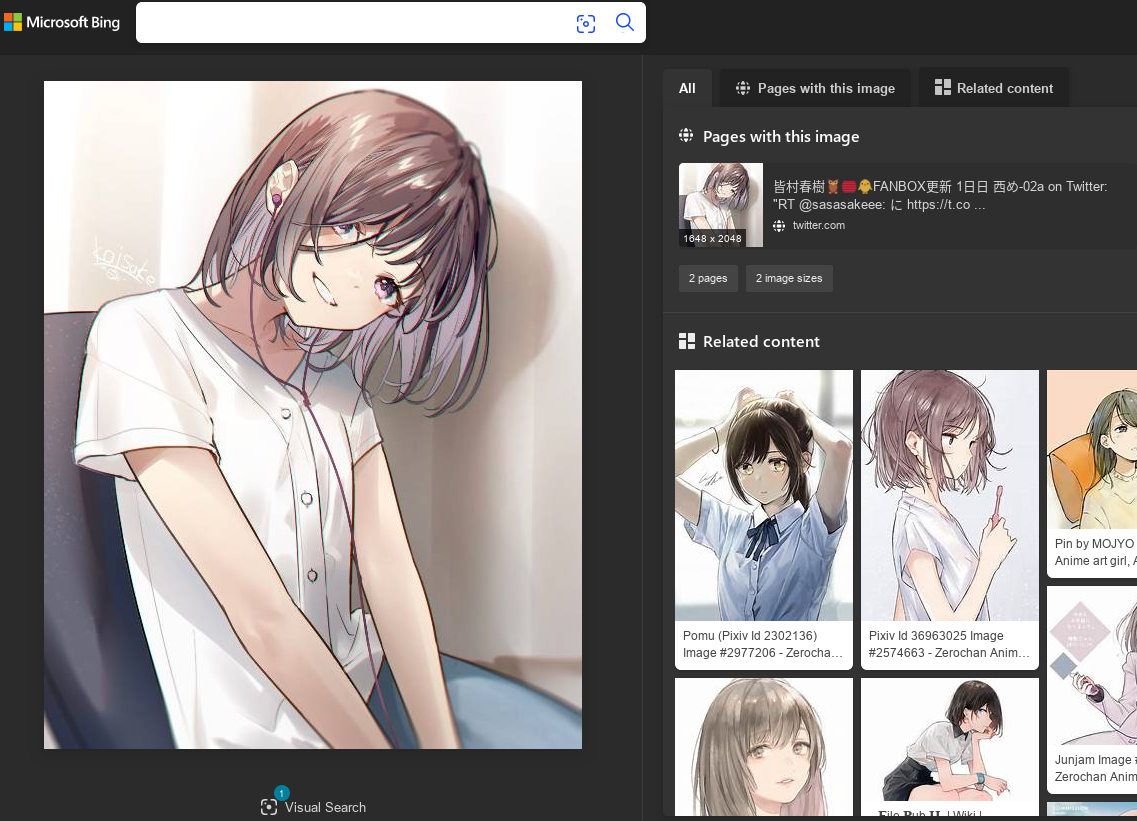 Microsoft Bing
All
Pages with this image
Related content
Pages with this image
皆村春樹🦉👛🐥FANBOX更新 1日日 西め-02a on Twitter:
"RT @sasasakeee: に https://t.co ...
twitter.com
1648 x 2048
2 pages
2 image sizes
Related content
Pomu (Pixiv Id 2302136)
Image #2977206 - Zerocha...
Pixiv Id 36963025 Image
#2574663 - Zerochan Anim...
Pin by MOJYO
Anime art girl,
Junjam Image
Zerochan Anim
1
Visual Search